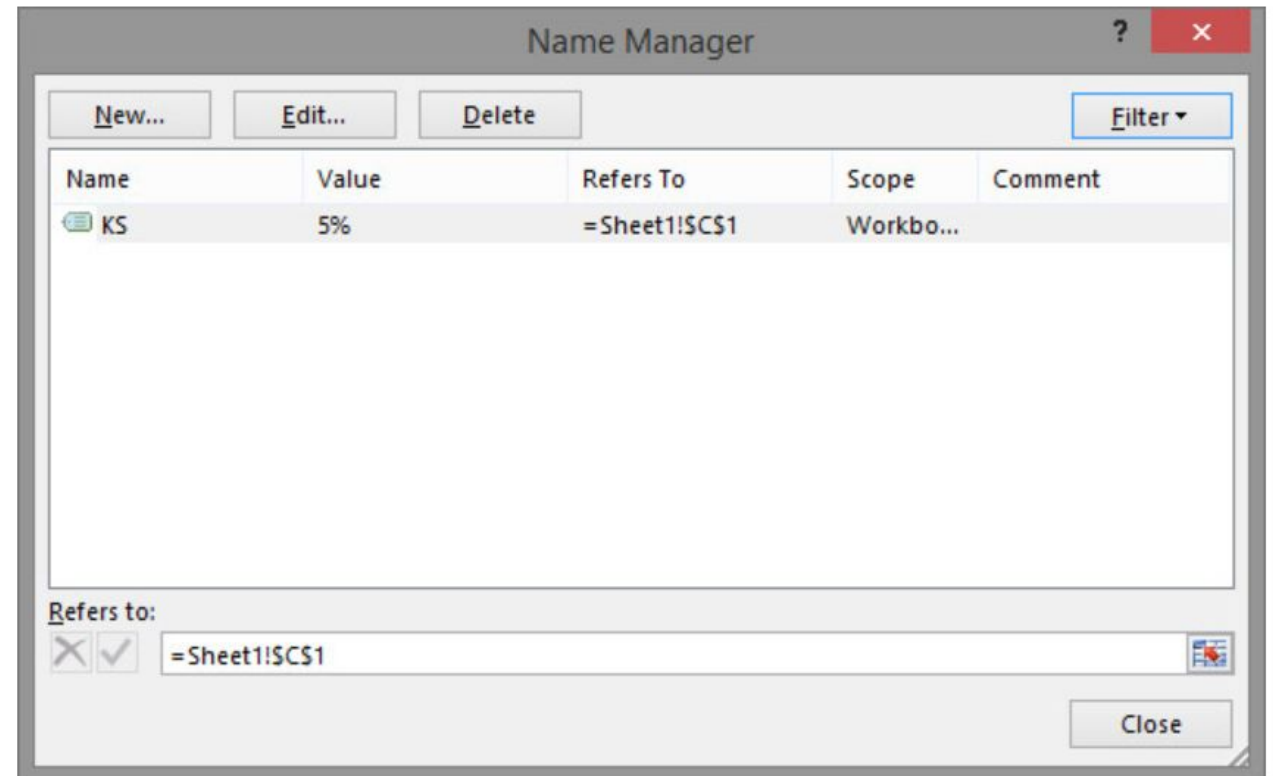 Name Manager ? ×
New... Edit... Delete Filter
Name Value Refers To Scope Comment
KS 5% =Sheet1!$C$1 Workbo...
Refers to:
=Sheet1!$C$1
Close